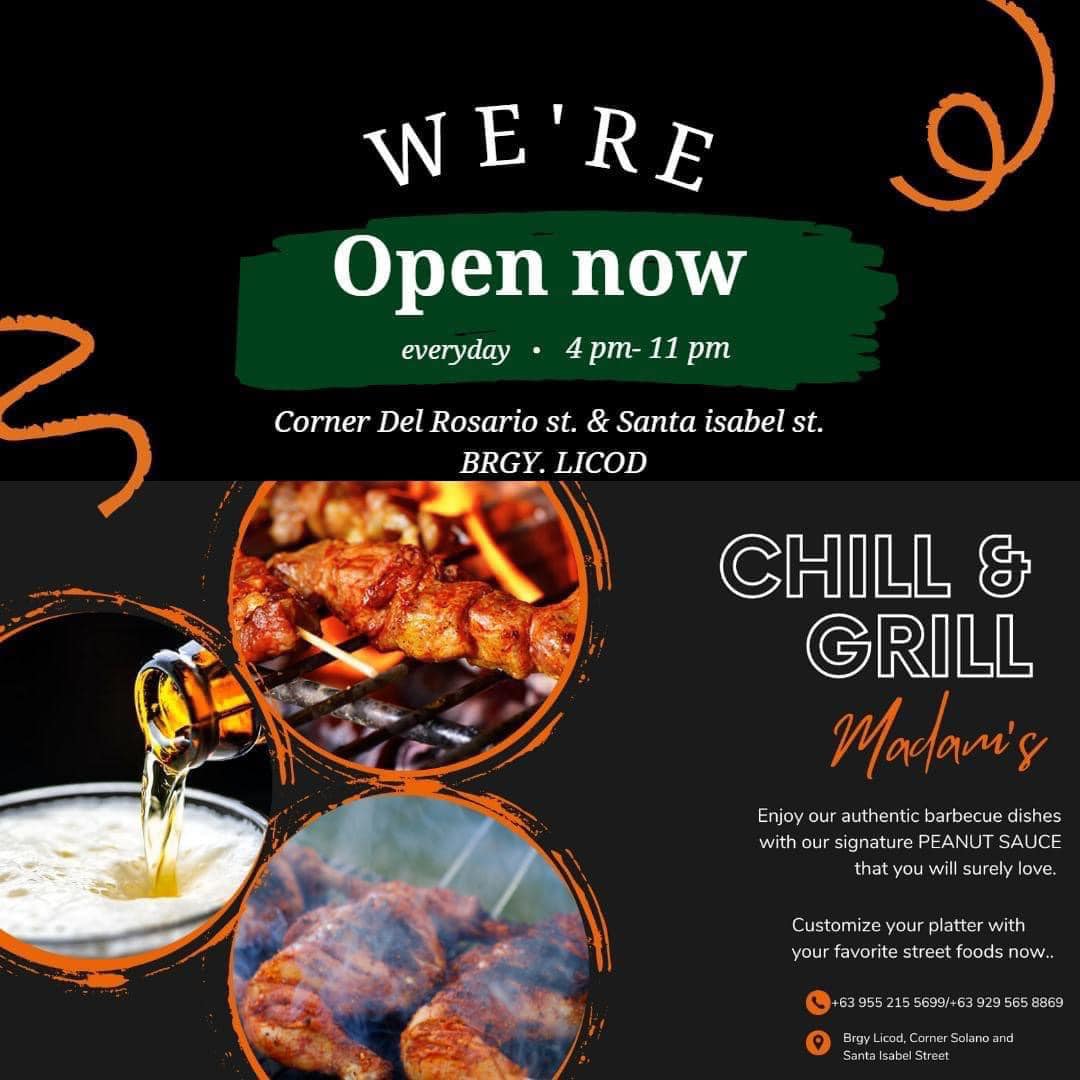 WE'RE
Open now
everyday • 4 pm- 11 pm
Corner Del Rosario st. & Santa isabel st.
BRGY. LICOD
CHILL &
GRILL
Madam's
Enjoy our authentic barbecue dishes
with our signature PEANUT SAUCE
that you will surely love.
Customize your platter with
your favorite street foods now..
+63 955 215 5699/+63 929 565 8869
Brgy Licod, Corner Solano and
Santa Isabel Street